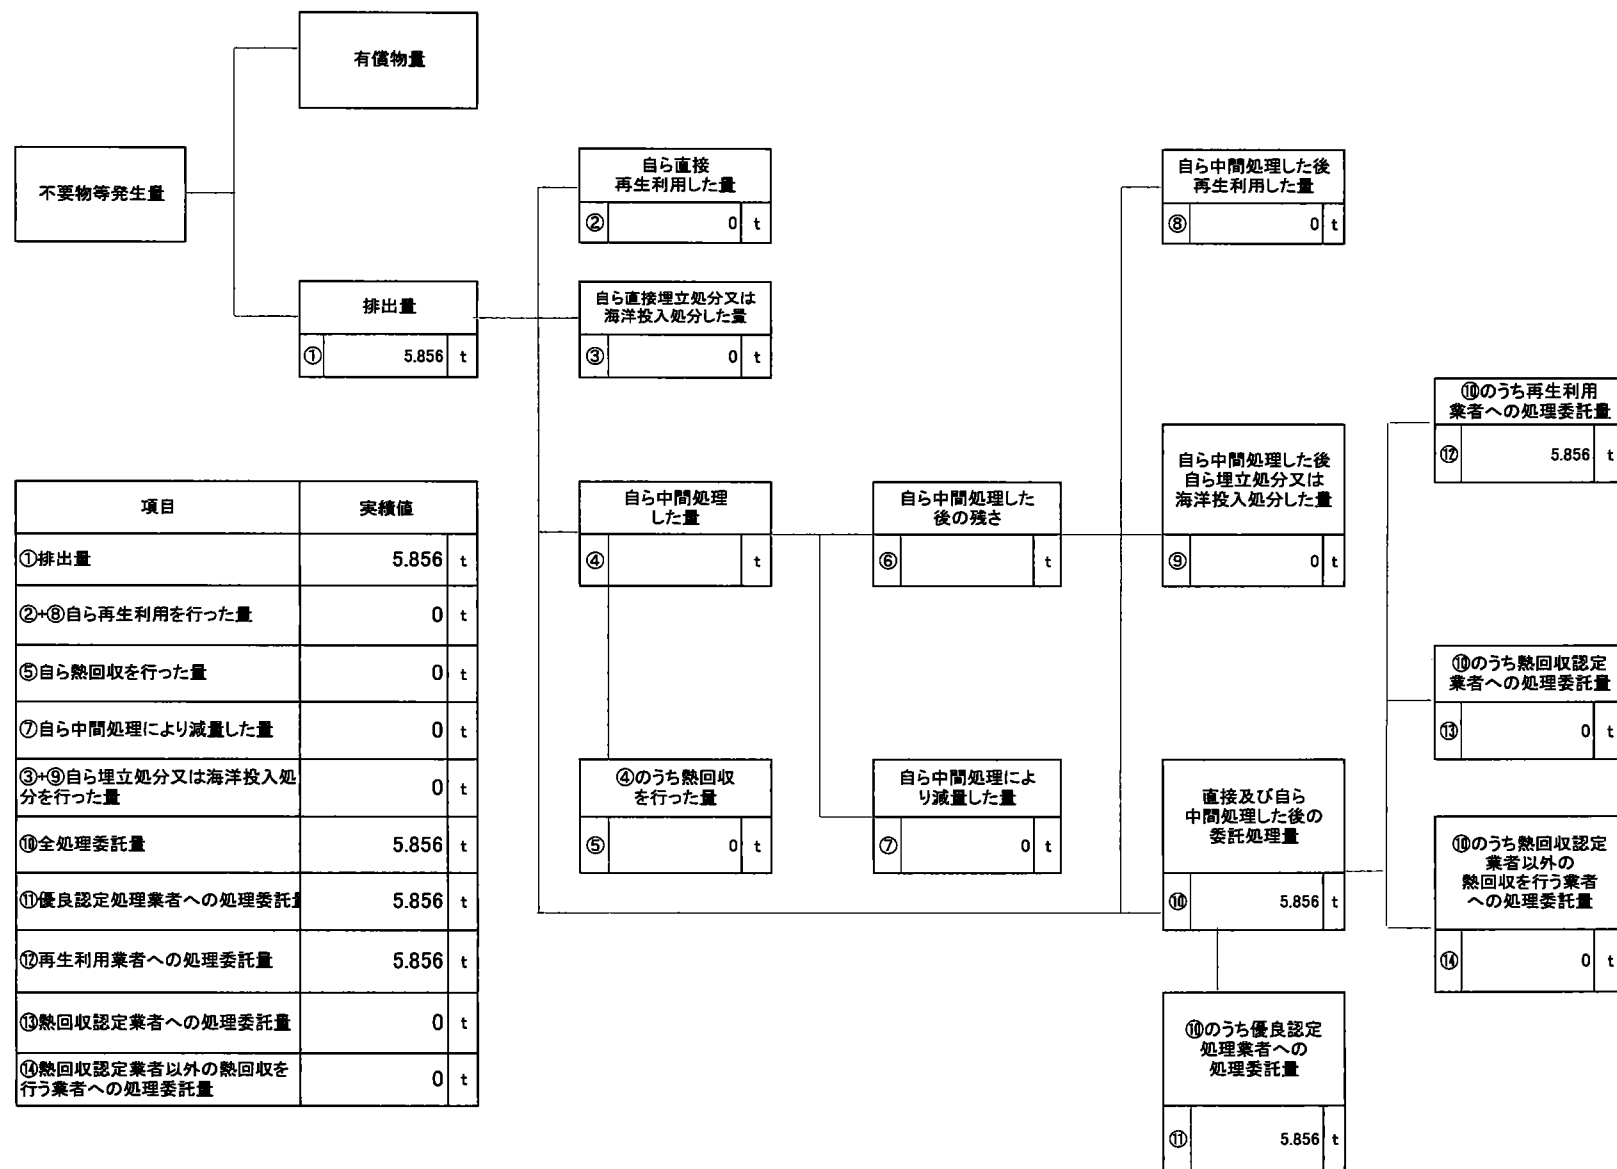 有償物量
不要物等発生量
排出量
① 5.856 t
自ら直接
再生利用した量
② 0 t
自ら直接埋立処分又は
海洋投入処分した量
③ 0 t
自ら中間処理
した量
④ t
④のうち熱回収
を行った量
⑤ 0 t
自ら中間処理した
後の残さ
⑥ t
自ら中間処理によ
り減量した量
⑦ 0 t
自ら中間処理した後
再生利用した量
⑧ 0 t
自ら中間処理した後
自ら埋立処分又は
海洋投入処分した量
⑨ 0 t
直接及び自ら
中間処理した後の
委託処理量
⑩ 5.856 t
⑩のうち優良認定
処理業者への
処理委託量
⑪ 5.856 t
⑩のうち再生利用
業者への処理委託量
⑫ 5.856 t
⑩のうち熱回収認定
業者への処理委託量
⑬ 0 t
⑩のうち熱回収認定
業者以外の
熱回収を行う業者
への処理委託量
⑭ 0 t
項目 実績値
①排出量 5.856 t
②+⑧自ら再生利用を行った量 0 t
⑤自ら熱回収を行った量 0 t
⑦自ら中間処理により減量した量 0 t
③+⑨自ら埋立処分又は海洋投入処
分を行った量 0 t
⑩全処理委託量 5.856 t
⑪優良認定処理業者への処理委託 5.856 t
⑫再生利用業者への処理委託量 5.856 t
⑬熱回収認定業者への処理委託量 0 t
⑭熱回収認定業者以外の熱回収を
行う業者への処理委託量 0 t